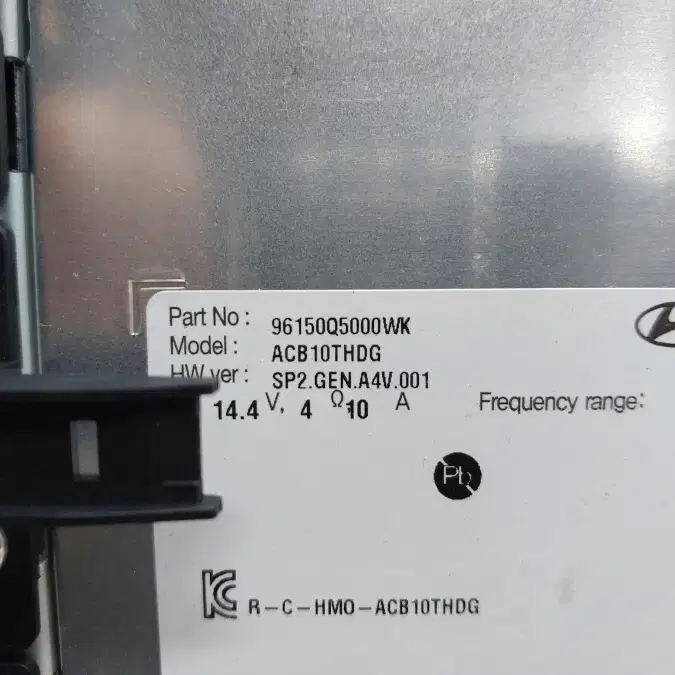 Part No : 96150Q5000WK
Model : ACB10THDG
HW ver : SP2.GEN.A4V.001
14.4 V, 4 Ω 10 A Frequency range:
Pb
R-C-HMO-ACB10THDG